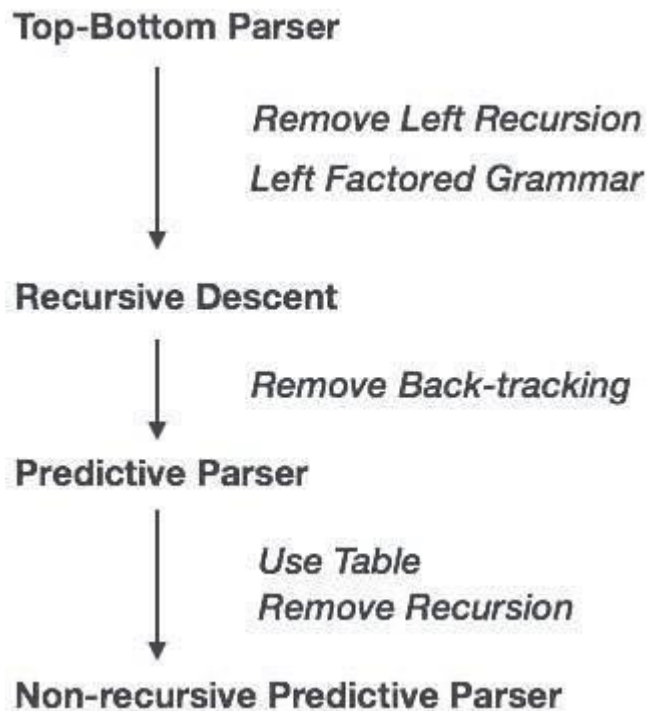 Top-Bottom Parser
Remove Left Recursion
Left Factored Grammar
Recursive Descent
Remove Back-tracking
Predictive Parser
Use Table
Remove Recursion
Non-recursive Predictive Parser